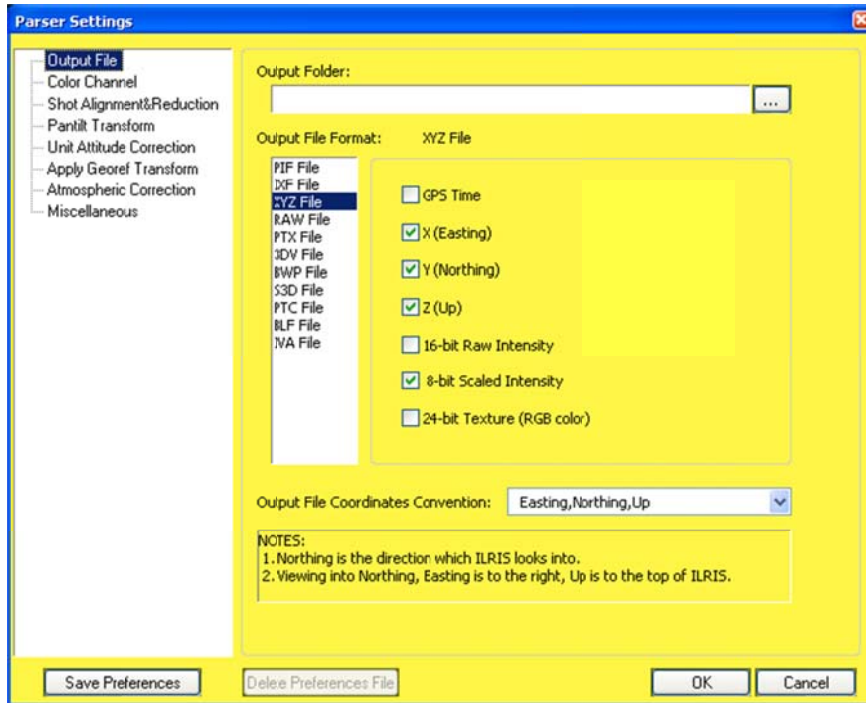 Parser Settings
Output File
Color Channel
Shot Alignment&Reduction
Pantilt Transform
Unit Attitude Correction
Apply Georef Transform
Atmospheric Correction
Miscellaneous
Output Folder:
...
Output File Format: XYZ File
PIF File
DXF File
XYZ File
RAW File
PTX File
3DV File
BWP File
S3D File
PTC File
BLF File
IVA File
GPS Time
X (Easting)
Y (Northing)
Z (Up)
16-bit Raw Intensity
8-bit Scaled Intensity
24-bit Texture (RGB color)
Output File Coordinates Convention: Easting,Northing,Up
NOTES:
1.Northing is the direction which ILRIS looks into.
2.Viewing into Northing, Easting is to the right, Up is to the top of ILRIS.
Save Preferences
Delee Preferences File
OK
Cancel